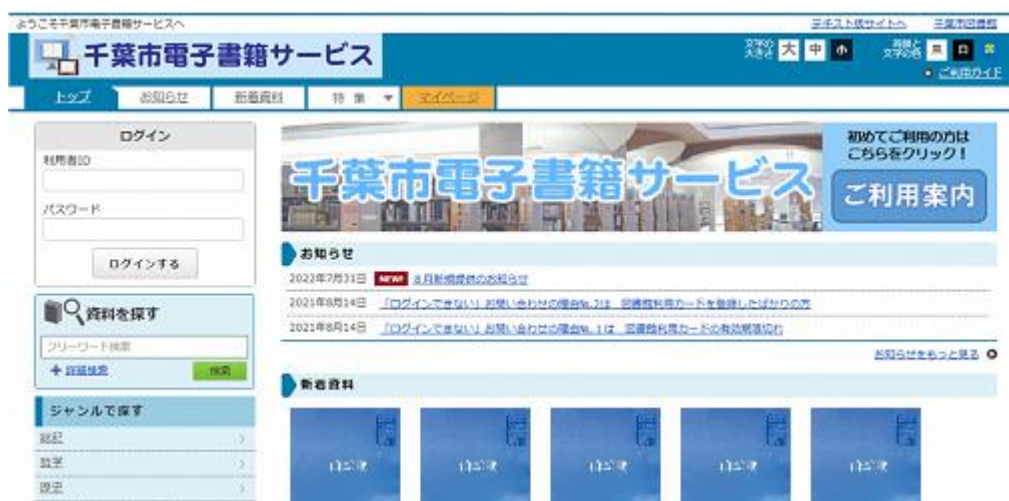 ようこそ千葉市電子書籍サービスへ
テキスト版サイトへ 千葉市図書館
千葉市電子書籍サービス
文字の大きさ 大 中 小 背景と文字の色 黒 白
ご利用ガイド
トップ お知らせ 新着資料 特集 ▼ マイページ
ログイン
利用者ID
パスワード
ログインする
資料を探す
フリーワード検索
+ 詳細検索 検索
ジャンルで探す
総記
哲学
歴史
千葉市電子書籍サービス
初めてご利用の方は
こちらをクリック!
ご利用案内
お知らせ
2022年7月31日 NEW! 8月新規提供のお知らせ
2021年8月14日 「ログインできない」お問い合わせの場合№.2は 図書館利用カードを登録したばかりの方
2021年8月14日 「ログインできない」お問い合わせの場合№.1は 図書館利用カードの有効期限切れ
お知らせをもっと見る
新着資料